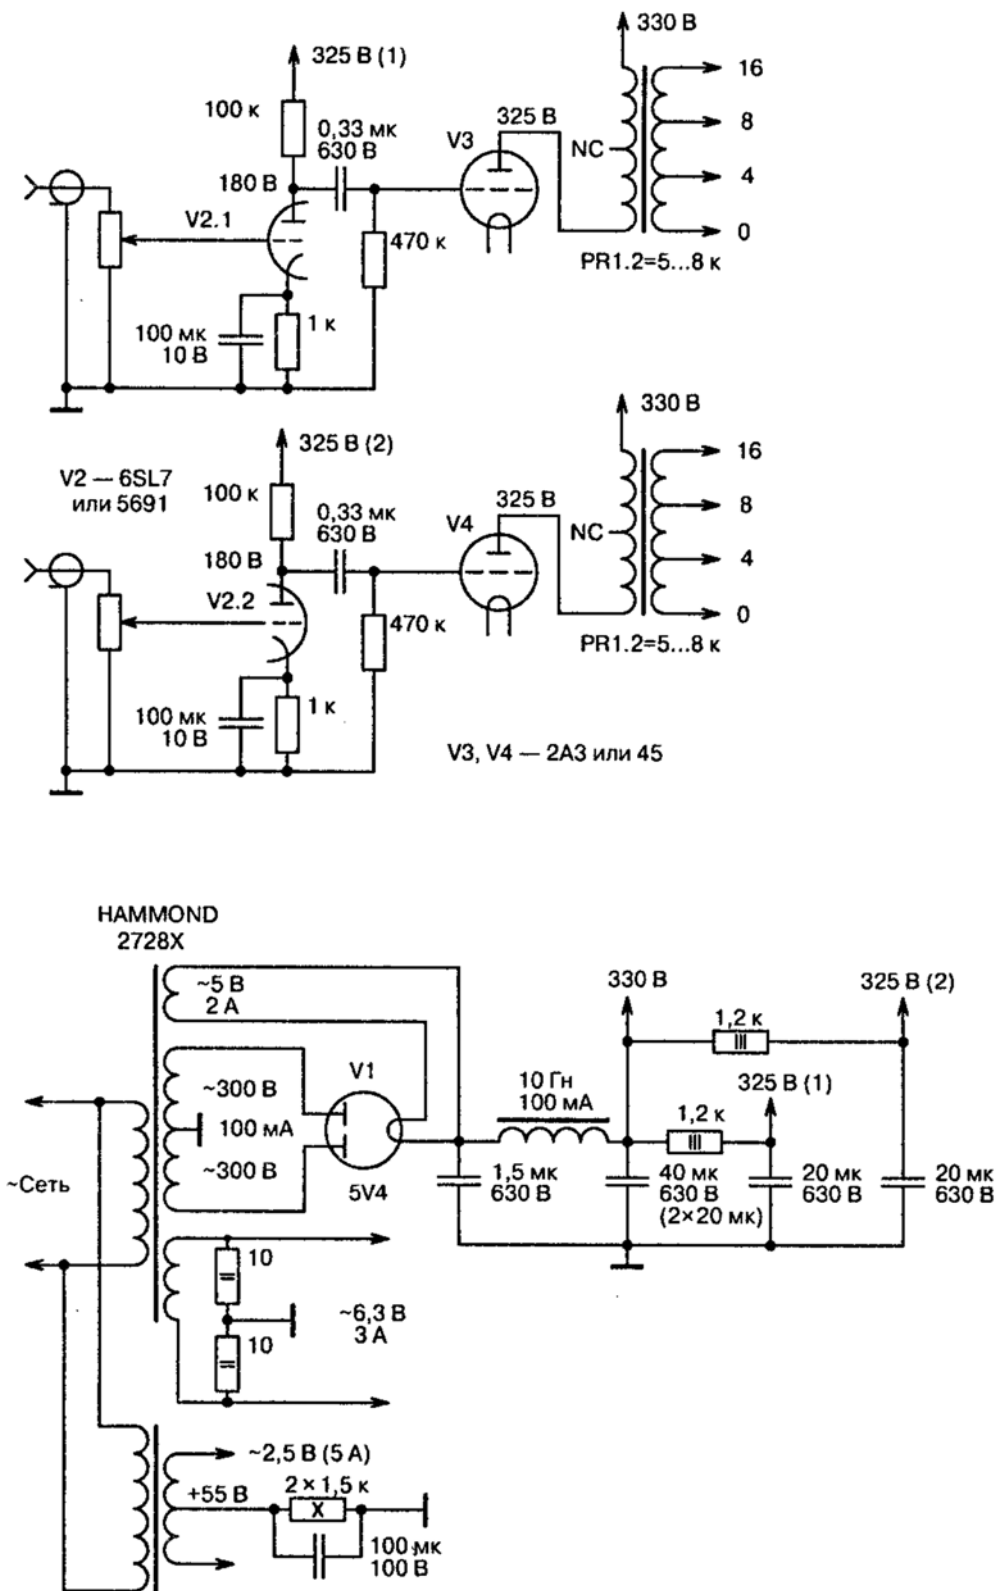 330 В
325 В (1)
16
100 к
0,33 мк
630 В
V3
325 В
8
NC
180 В
4
V2.1
470 к
0
PR1.2=5...8 к
1 к
100 мк
10 В
330 В
325 В (2)
16
V2 — 6SL7
или 5691
100 к
0,33 мк
630 В
V4
325 В
8
NC
180 В
4
V2.2
470 к
0
PR1.2=5...8 к
1 к
100 мк
10 В
V3, V4 — 2A3 или 45
HAMMOND
2728X
~5 В
2 А
330 В
325 В (2)
1,2 к
V1
~300 В
10 Гн
100 мА
325 В (1)
100 мА
1,2 к
~300 В
~Сеть
5V4
1,5 мк
630 В
40 мк
630 В
(2×20 мк)
20 мк
630 В
20 мк
630 В
10
~6,3 В
3 А
10
~2,5 В (5 А)
2 × 1,5 к
+55 В
X
100 мк
100 В